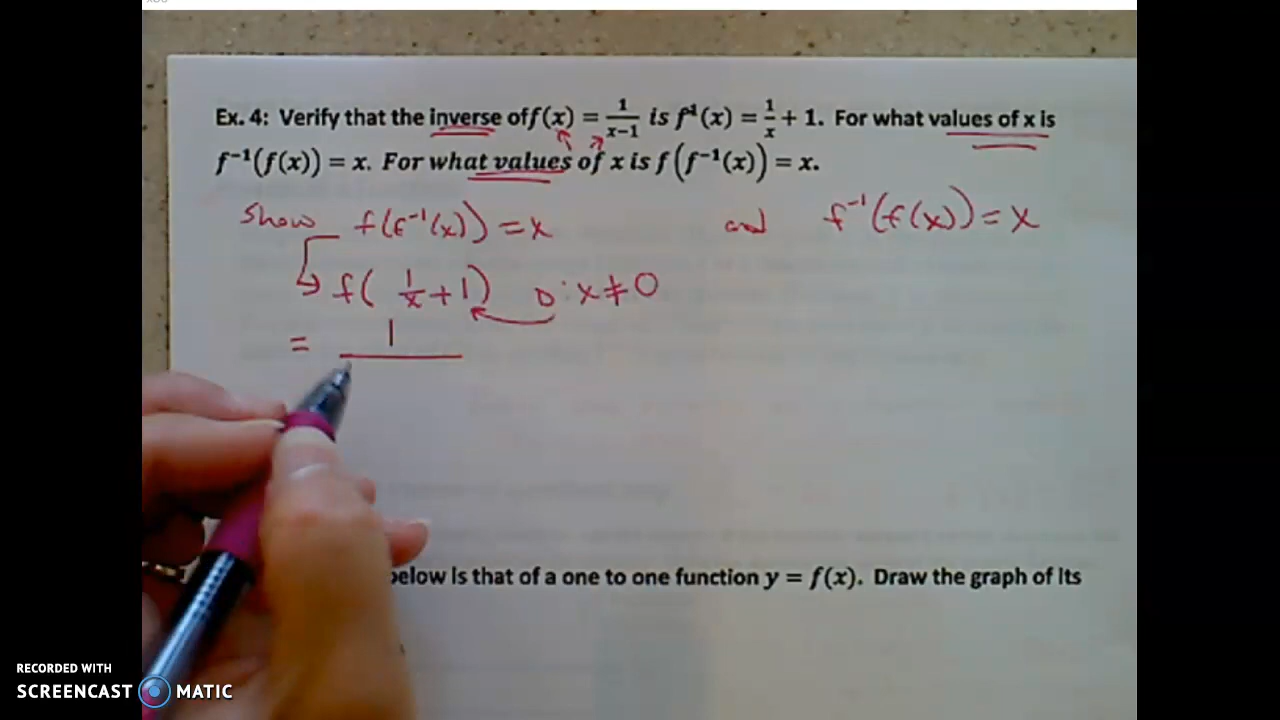 Ex. 4: Verify that the inverse of f(x) = 1/(x−1) is f¹(x) = 1/x + 1. For what values of x is
f⁻¹(f(x)) = x. For what values of x is f(f⁻¹(x)) = x.
Show f(f⁻¹(x)) = x and f⁻¹(f(x)) = x
f( 1/x + 1) D: x ≠ 0
= 1
below is that of a one to one function y = f(x). Draw the graph of its
RECORDED WITH
SCREENCAST MATIC